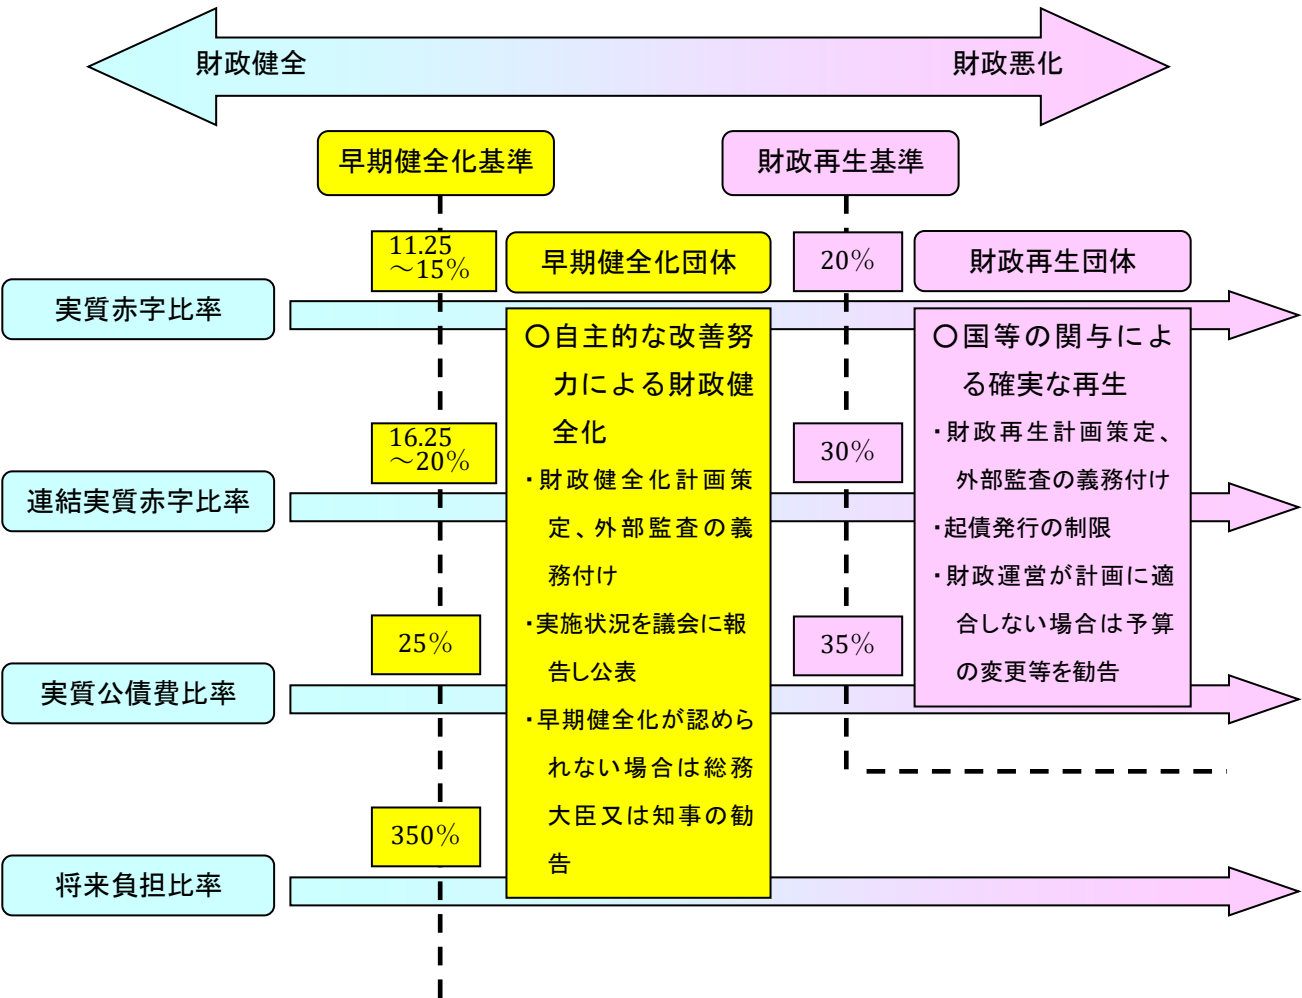 財政健全
財政悪化
早期健全化基準
財政再生基準
11.25
～15%
早期健全化団体
20%
財政再生団体
実質赤字比率
〇自主的な改善努
力による財政健
全化
・財政健全化計画策
定、外部監査の義
務付け
・実施状況を議会に報
告し公表
・早期健全化が認めら
れない場合は総務
大臣又は知事の勧
告
〇国等の関与によ
る確実な再生
・財政再生計画策定、
外部監査の義務付け
・起債発行の制限
・財政運営が計画に適
合しない場合は予算
の変更等を勧告
16.25
～20%
30%
連結実質赤字比率
25%
35%
実質公債費比率
350%
将来負担比率